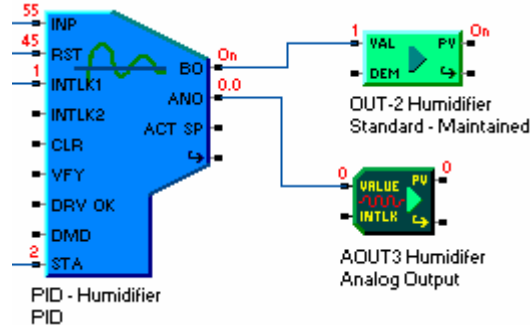 55
INP
45
RST
1
INTLK1
INTLK2
CLR
VFY
DRV OK
DMD
2
STA
BO
On
ANO
0.0
ACT SP
PID - Humidifier
PID
1
VAL
PV
On
DEM
OUT-2 Humidifier
Standard - Maintained
0
VALUE
PV
0
INTLK
AOUT3 Humidifer
Analog Output